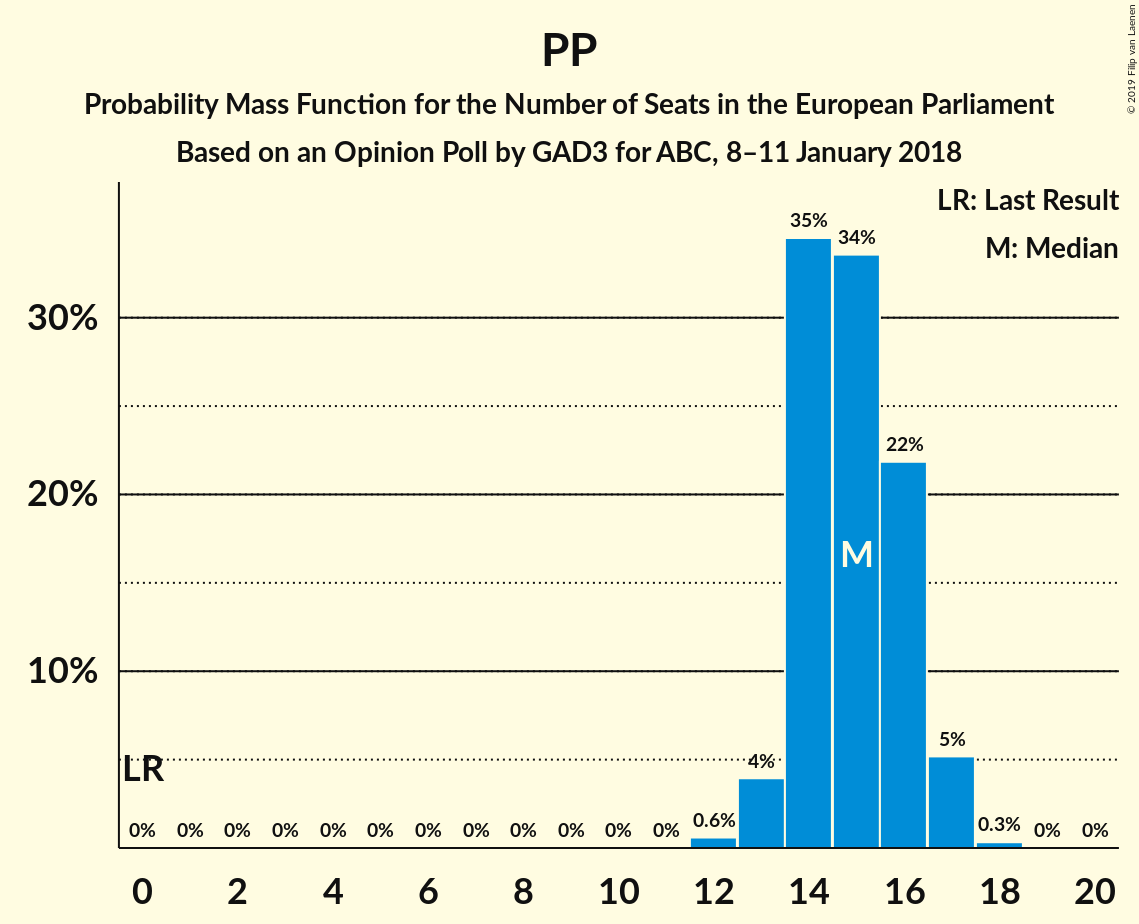 PP
Probability Mass Function for the Number of Seats in the European Parliament
Based on an Opinion Poll by GAD3 for ABC, 8–11 January 2018
© 2019 Filip van Laenen
LR: Last Result
M: Median
35%
34%
30%
22%
20%
M
10%
5%
4%
LR
0% 0% 0% 0% 0% 0% 0% 0% 0% 0% 0% 0% 0.6% 0.3% 0% 0%
0 2 4 6 8 10 12 14 16 18 20